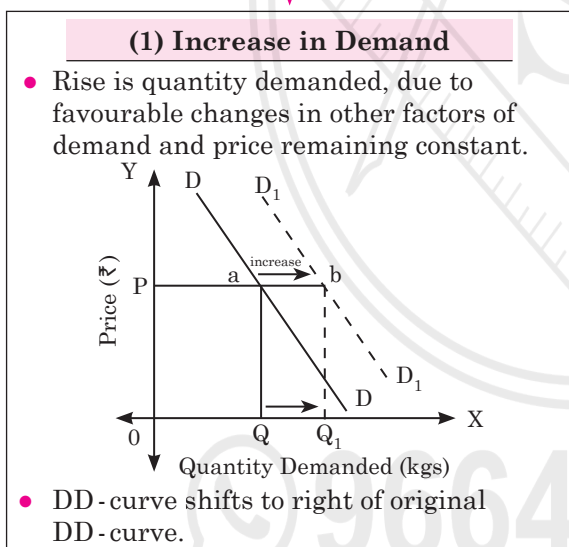 (1) Increase in Demand
• Rise is quantity demanded, due to
favourable changes in other factors of
demand and price remaining constant.
Y
D
D₁
increase
a
b
P
Price (₹)
D₁
D
X
0
Q
Q₁
Quantity Demanded (kgs)
• DD-curve shifts to right of original
DD-curve.
9664